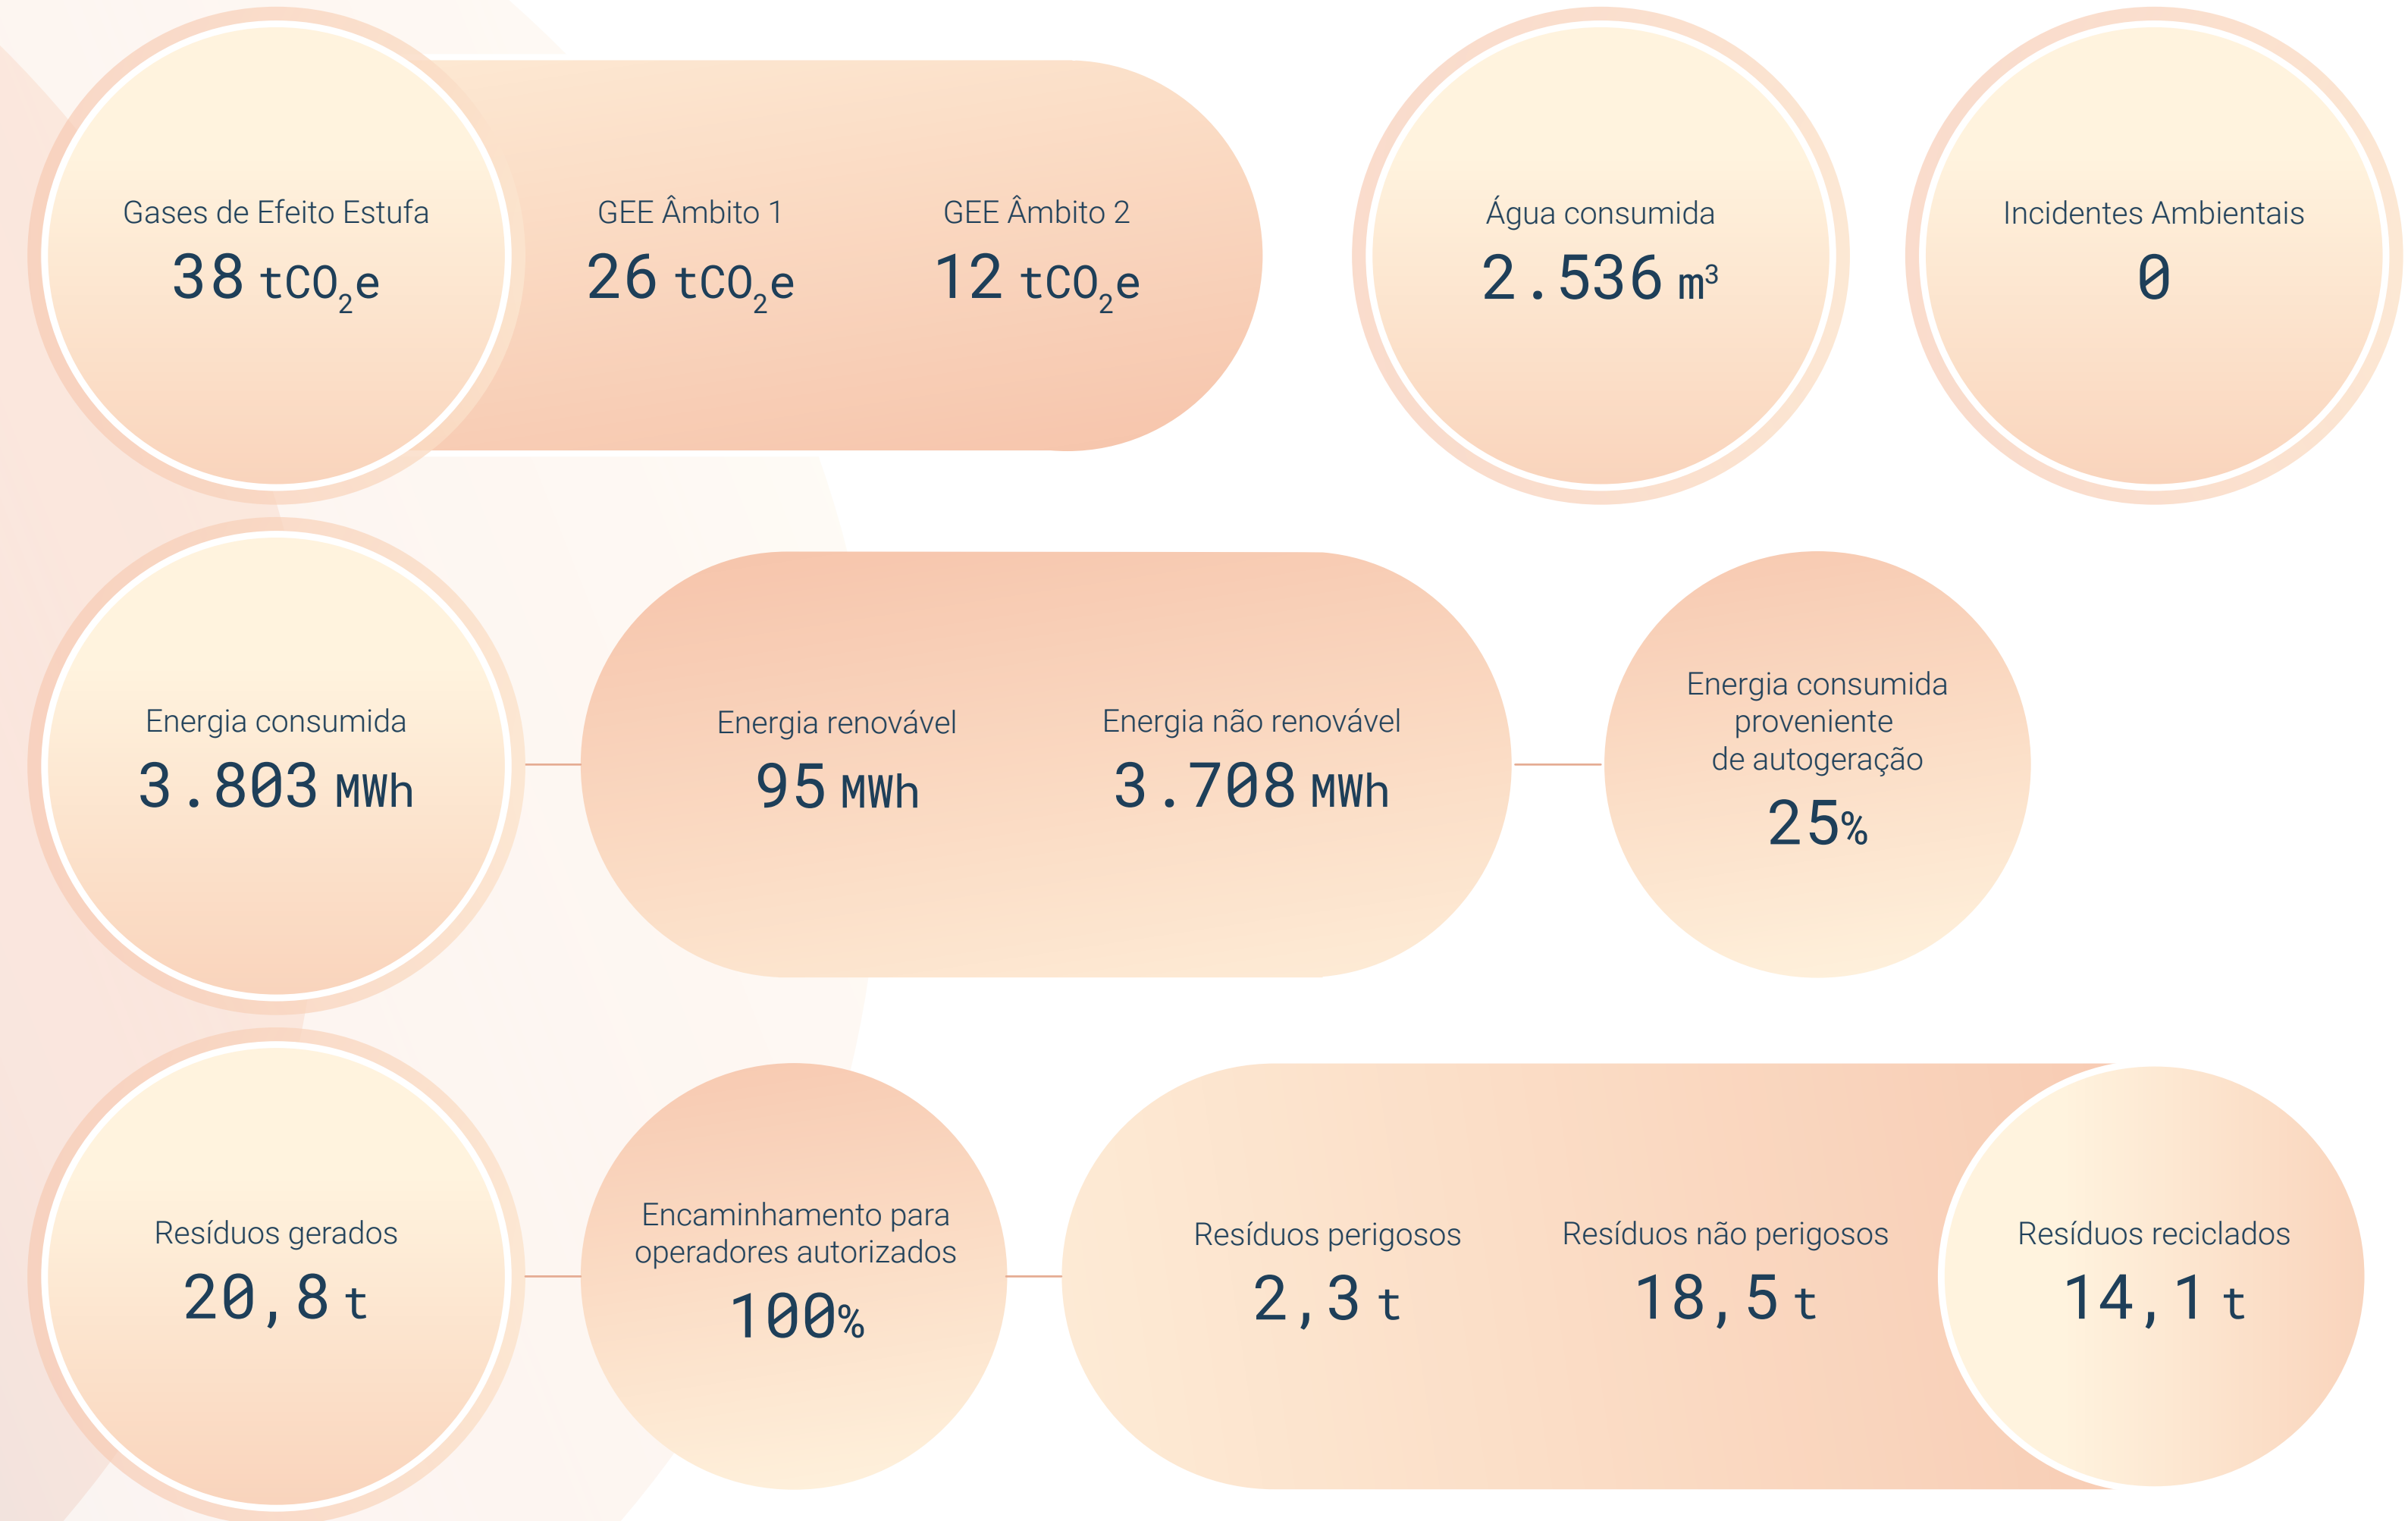 Gases de Efeito Estufa
38 tCO₂e
GEE Âmbito 1
26 tCO₂e
GEE Âmbito 2
12 tCO₂e
Água consumida
2.536 m³
Incidentes Ambientais
0
Energia consumida
3.803 MWh
Energia renovável
95 MWh
Energia não renovável
3.708 MWh
Energia consumida
proveniente
de autogeração
25%
Resíduos gerados
20,8 t
Encaminhamento para
operadores autorizados
100%
Resíduos perigosos
2,3 t
Resíduos não perigosos
18,5 t
Resíduos reciclados
14,1 t